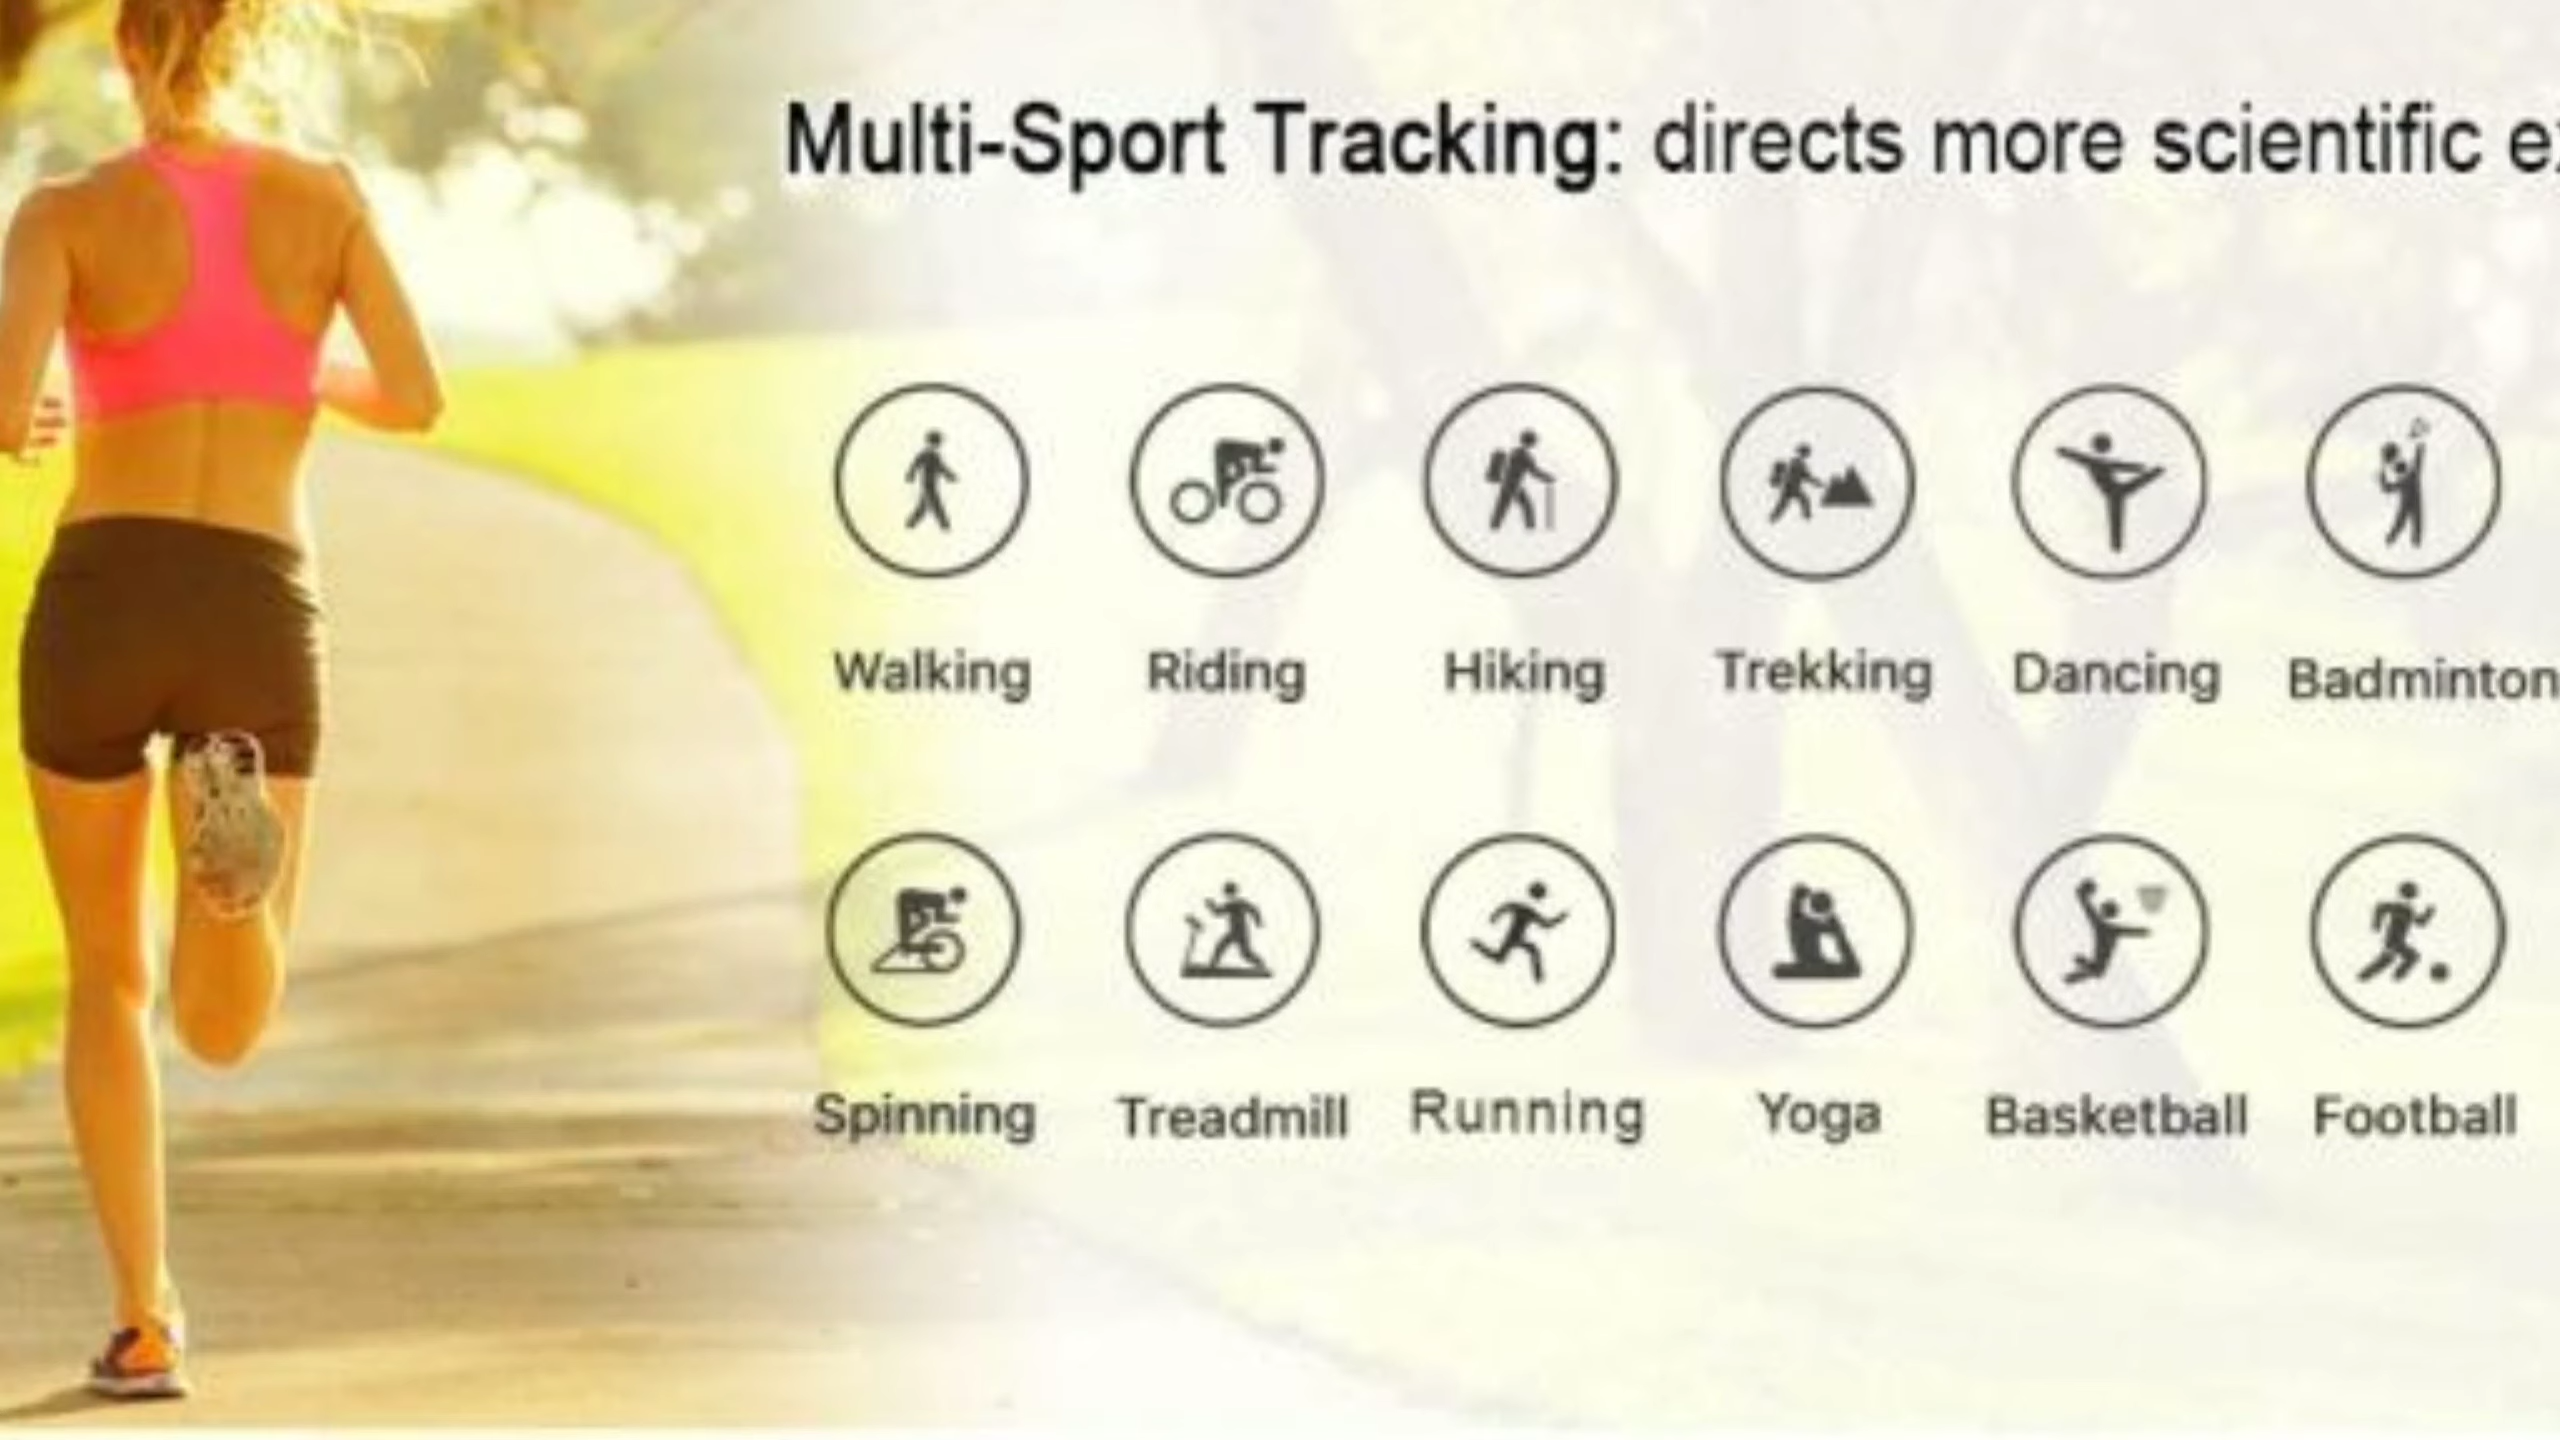 Multi-Sport Tracking: directs more scientific
Walking Riding Hiking Trekking Dancing Badminton
Spinning Treadmill Running Yoga Basketball Football